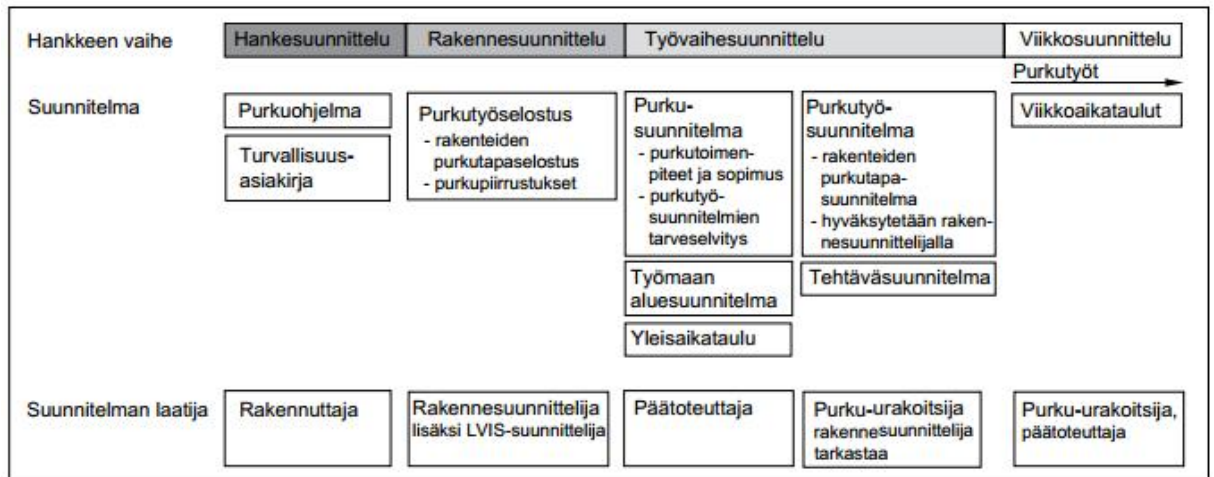 Hankkeen vaihe
Hankesuunnittelu
Rakennesuunnittelu
Työvaihesuunnittelu
Viikkosuunnittelu
Purkutyöt
Suunnitelma
Purkuohjelma
Turvallisuus-
asiakirja
Purkutyöselostus
- rakenteiden
purkutapaselostus
- purkupiirrustukset
Purku-
suunnitelma
- purkutoimen-
piteet ja sopimus
- purkutyö-
suunnitelmien
tarveselvitys
Työmaan
aluesuunnitelma
Yleisaikataulu
Purkutyö-
suunnitelma
- rakenteiden
purkutapa-
suunnitelma
- hyväksytetään raken-
nesuunnittelijalla
Tehtäväsuunnitelma
Viikkoaikataulut
Suunnitelman laatija
Rakennuttaja
Rakennesuunnittelija
lisäksi LVIS-suunnittelija
Päätoteuttaja
Purku-urakoitsija
rakennesuunnittelija
tarkastaa
Purku-urakoitsija,
päätoteuttaja